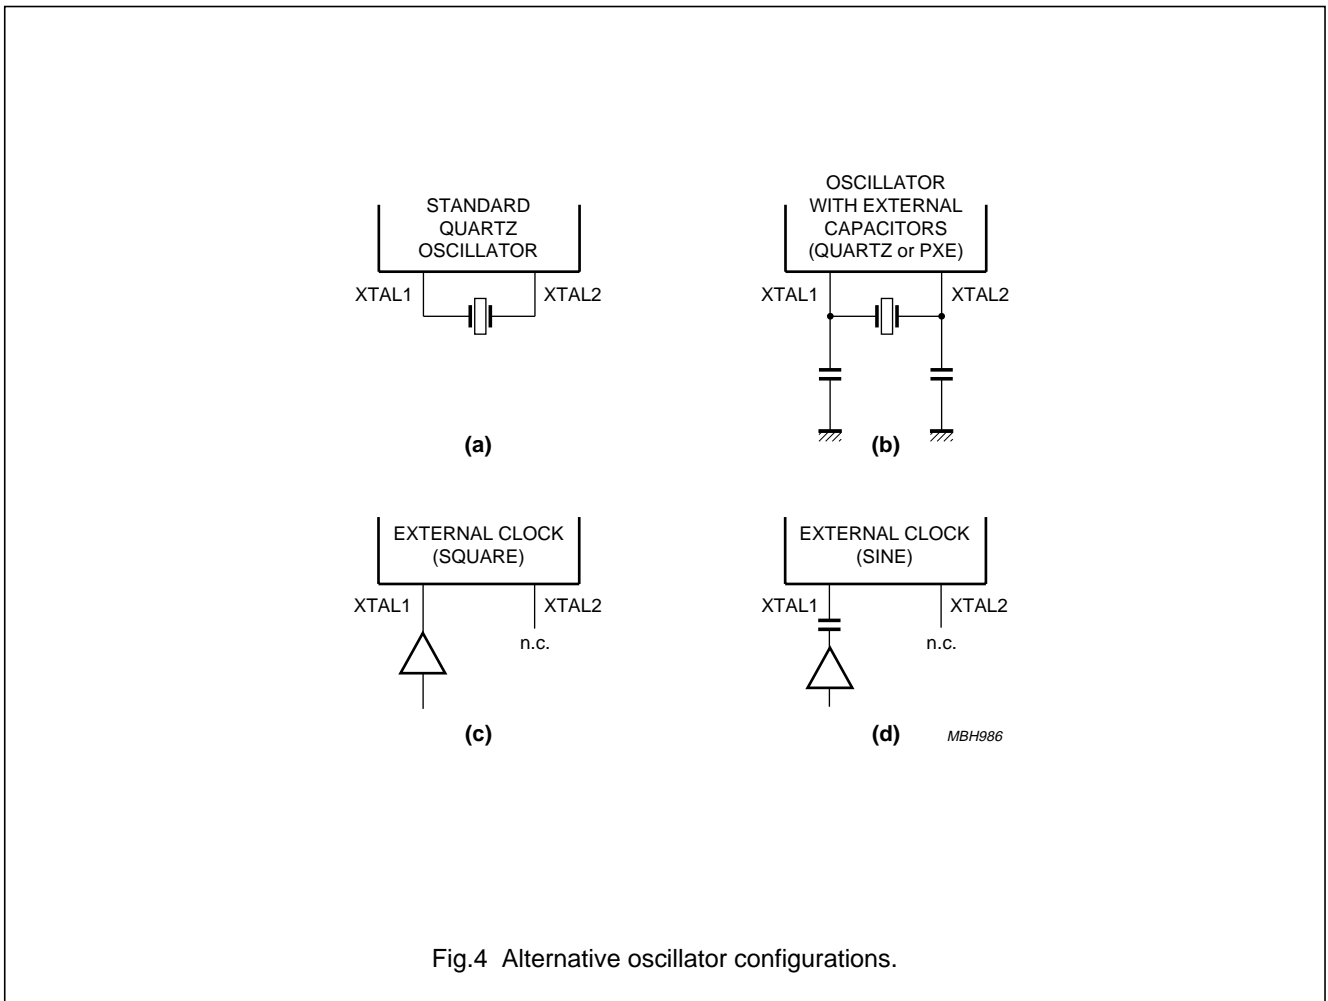 STANDARD
QUARTZ
OSCILLATOR
XTAL1
XTAL2
(a)
OSCILLATOR
WITH EXTERNAL
CAPACITORS
(QUARTZ or PXE)
XTAL1
XTAL2
(b)
EXTERNAL CLOCK
(SQUARE)
XTAL1
XTAL2
n.c.
(c)
EXTERNAL CLOCK
(SINE)
XTAL1
XTAL2
n.c.
(d)
MBH986
Fig.4 Alternative oscillator configurations.